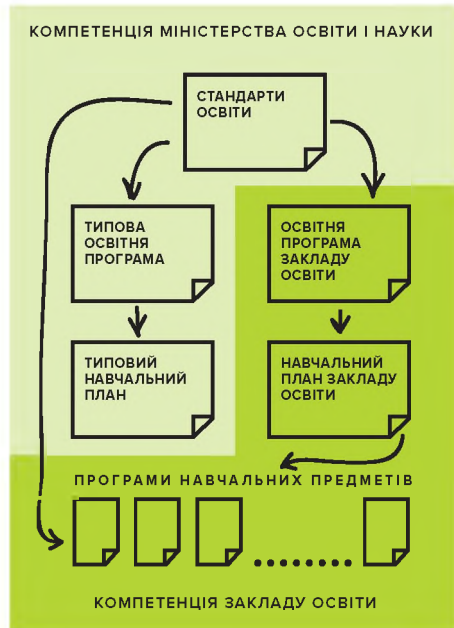 КОМПЕТЕНЦІЯ МІНІСТЕРСТВА ОСВІТИ І НАУКИ
СТАНДАРТИ
ОСВІТИ
ТИПОВА
ОСВІТНЯ
ПРОГРАМА
ОСВІТНЯ
ПРОГРАМА
ЗАКЛАДУ
ОСВІТИ
ТИПОВИЙ
НАВЧАЛЬНИЙ
ПЛАН
НАВЧАЛЬНИЙ
ПЛАН ЗАКЛАДУ
ОСВІТИ
ПРОГРАМИ НАВЧАЛЬНИХ ПРЕДМЕТІВ
КОМПЕТЕНЦІЯ ЗАКЛАДУ ОСВІТИ